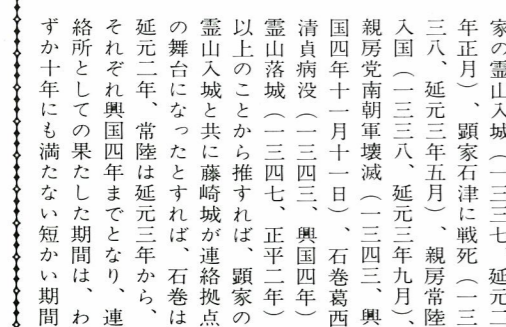 家の霊山入城（一三三七、延元二
年正月）、顕家石津に戦死（一三
三八、延元三年五月）、親房常陸
入国（一三三八、延元三年九月）、
親房党南朝軍壊滅（一三四三、興
国四年十一月十一日）、石巻葛西
清貞病没（一三四三、興国四年）
霊山落城（一三四七、正平二年）
以上のことから推すれば、顕家の
霊山入城と共に藤崎城が連絡拠点
の舞台になったとすれば、石巻は
延元二年、常陸は延元三年から、
それぞれ興国四年までとなり、連
絡所としての果たした期間は、わ
ずか十年にも満たない短かい期間